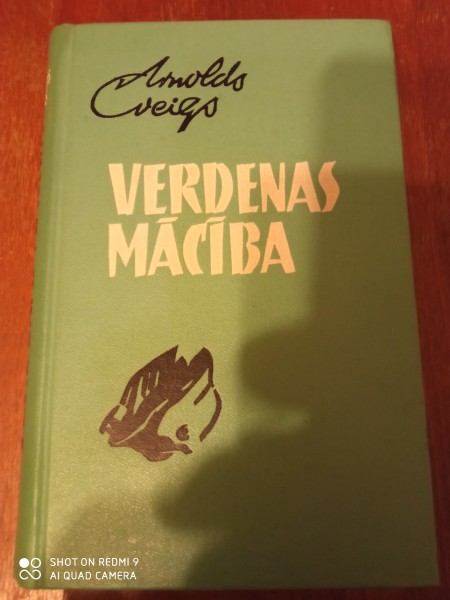 Arnolds
Cveigs
VERDENAS
MĀCĪBA
SHOT ON REDMI 9
AI QUAD CAMERA